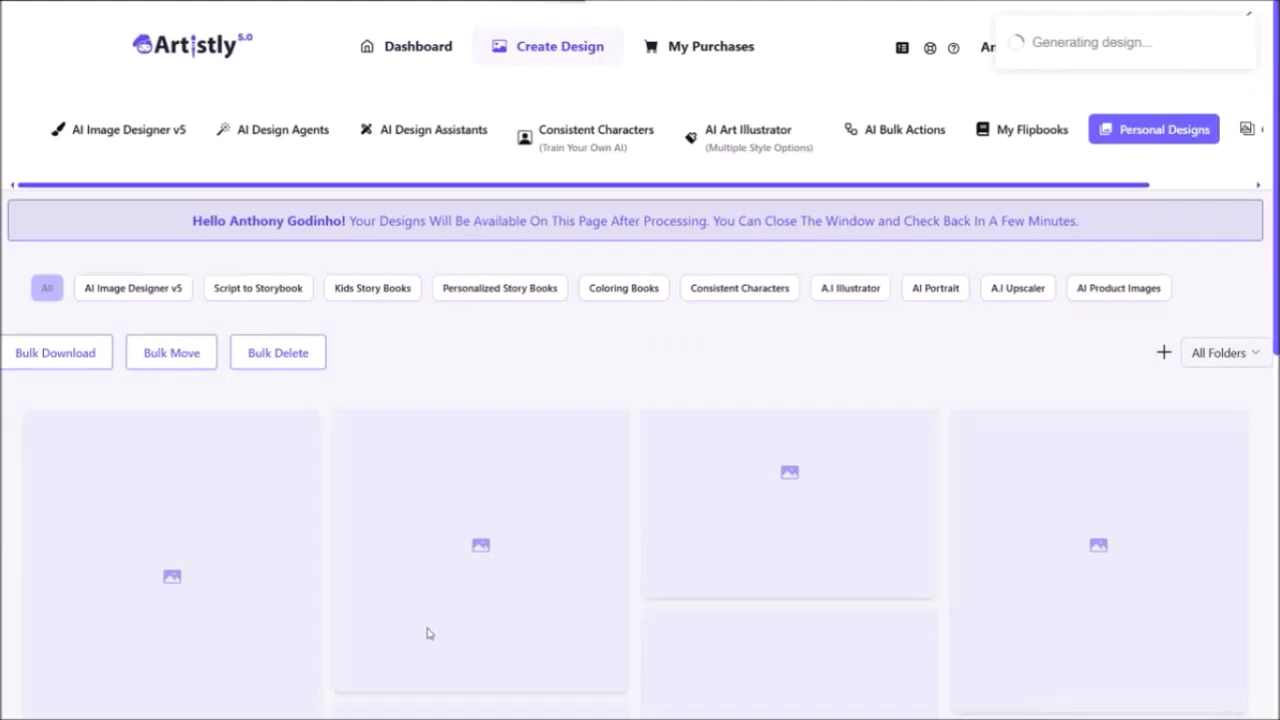 Artistly 5.0
Dashboard
Create Design
My Purchases
Ar
Generating design...
AI Image Designer v5
AI Design Agents
AI Design Assistants
Consistent Characters
(Train Your Own AI)
AI Art Illustrator
(Multiple Style Options)
AI Bulk Actions
My Flipbooks
Personal Designs
Hello Anthony Godinho! Your Designs Will Be Available On This Page After Processing. You Can Close The Window and Check Back In A Few Minutes.
All
AI Image Designer v5
Script to Storybook
Kids Story Books
Personalized Story Books
Coloring Books
Consistent Characters
A.I Illustrator
AI Portrait
A.I Upscaler
AI Product Images
Bulk Download
Bulk Move
Bulk Delete
All Folders